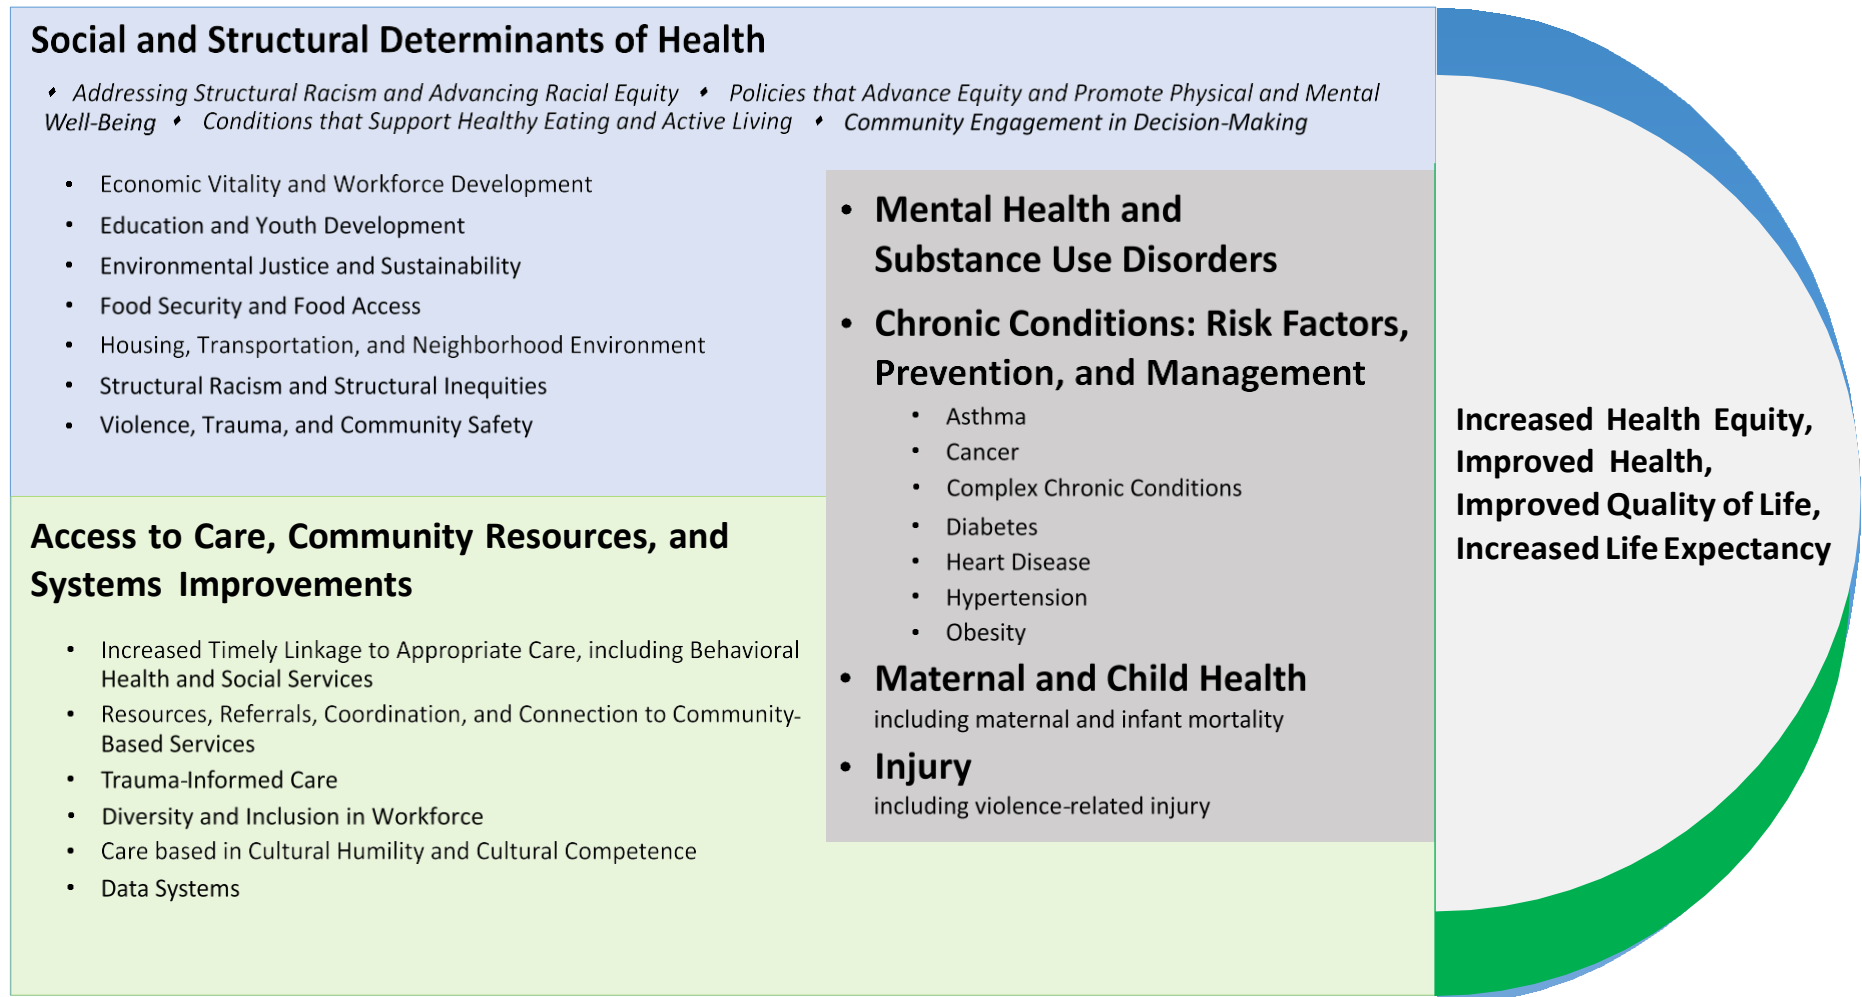 Social and Structural Determinants of Health
⬧ Addressing Structural Racism and Advancing Racial Equity ⬧ Policies that Advance Equity and Promote Physical and Mental
Well-Being ⬧ Conditions that Support Healthy Eating and Active Living ⬧ Community Engagement in Decision-Making
• Economic Vitality and Workforce Development
• Education and Youth Development
• Environmental Justice and Sustainability
• Food Security and Food Access
• Housing, Transportation, and Neighborhood Environment
• Structural Racism and Structural Inequities
• Violence, Trauma, and Community Safety
Access to Care, Community Resources, and
Systems Improvements
• Increased Timely Linkage to Appropriate Care, including Behavioral
Health and Social Services
• Resources, Referrals, Coordination, and Connection to Community-
Based Services
• Trauma-Informed Care
• Diversity and Inclusion in Workforce
• Care based in Cultural Humility and Cultural Competence
• Data Systems
• Mental Health and
Substance Use Disorders
• Chronic Conditions: Risk Factors,
Prevention, and Management
• Asthma
• Cancer
• Complex Chronic Conditions
• Diabetes
• Heart Disease
• Hypertension
• Obesity
• Maternal and Child Health
including maternal and infant mortality
• Injury
including violence-related injury
Increased Health Equity,
Improved Health,
Improved Quality of Life,
Increased Life Expectancy